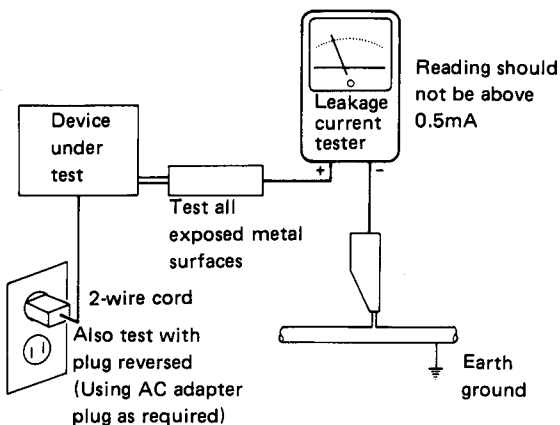 Device
under
test
Leakage
current
tester
+
–
Reading should
not be above
0.5mA
Test all
exposed metal
surfaces
2-wire cord
Also test with
plug reversed
(Using AC adapter
plug as required)
Earth
ground